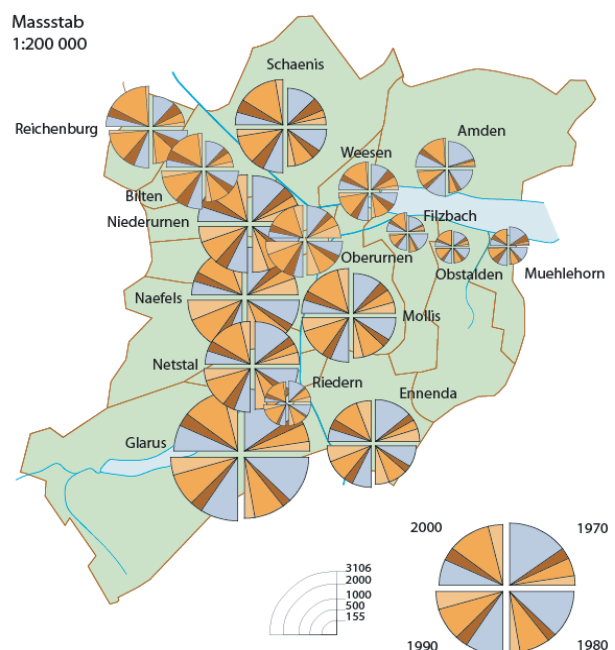 Massstab
1:200 000
Schaenis
Reichenburg
Amden
Weesen
Bilten
Niederurnen
Filzbach
Oberurnen
Obstalden
Muehlehorn
Naefels
Mollis
Netstal
Riedern
Ennenda
Glarus
2000
1970
3106
2000
1000
500
155
1990
1980